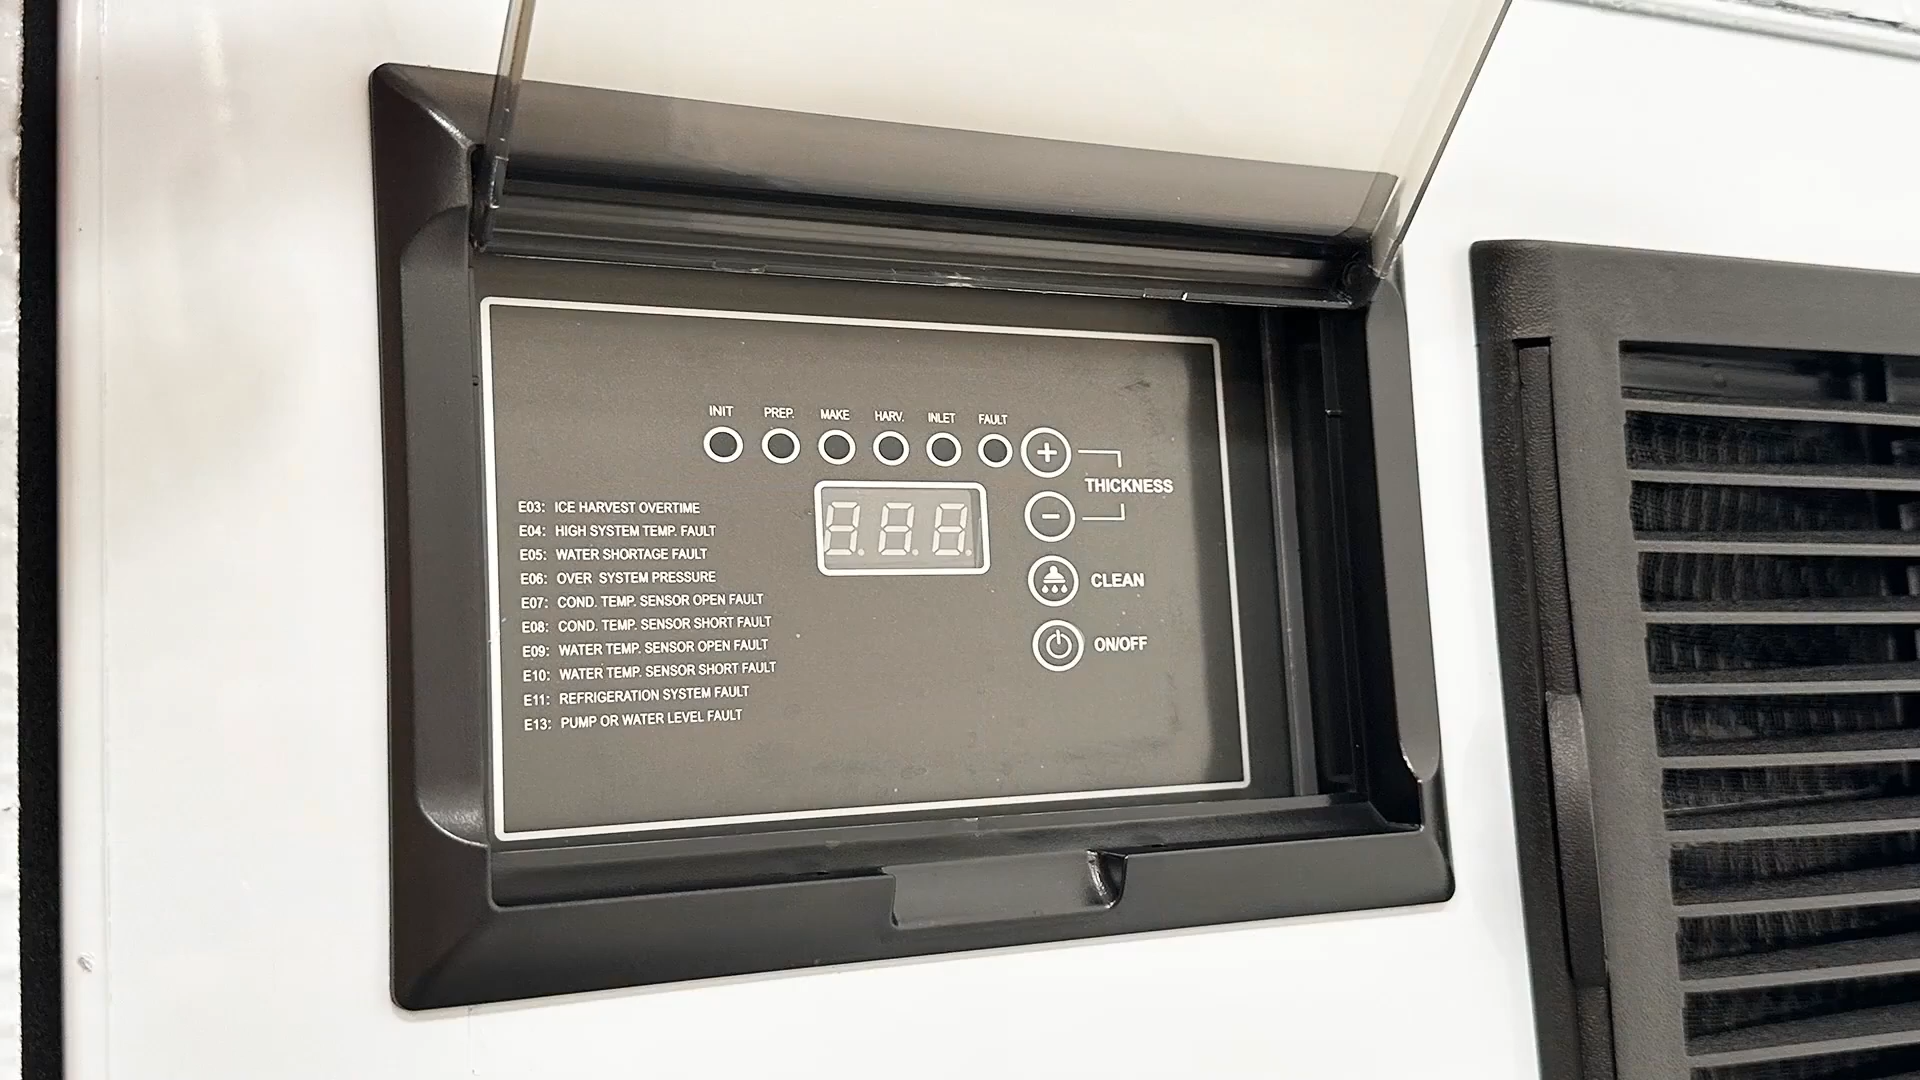 INIT PREP. MAKE HARV. INLET FAULT
THICKNESS
E03: ICE HARVEST OVERTIME
E04: HIGH SYSTEM TEMP. FAULT
E05: WATER SHORTAGE FAULT
E06: OVER SYSTEM PRESSURE
E07: COND. TEMP. SENSOR OPEN FAULT
E08: COND. TEMP. SENSOR SHORT FAULT
E09: WATER TEMP. SENSOR OPEN FAULT
E10: WATER TEMP. SENSOR SHORT FAULT
E11: REFRIGERATION SYSTEM FAULT
E13: PUMP OR WATER LEVEL FAULT
CLEAN
ON/OFF